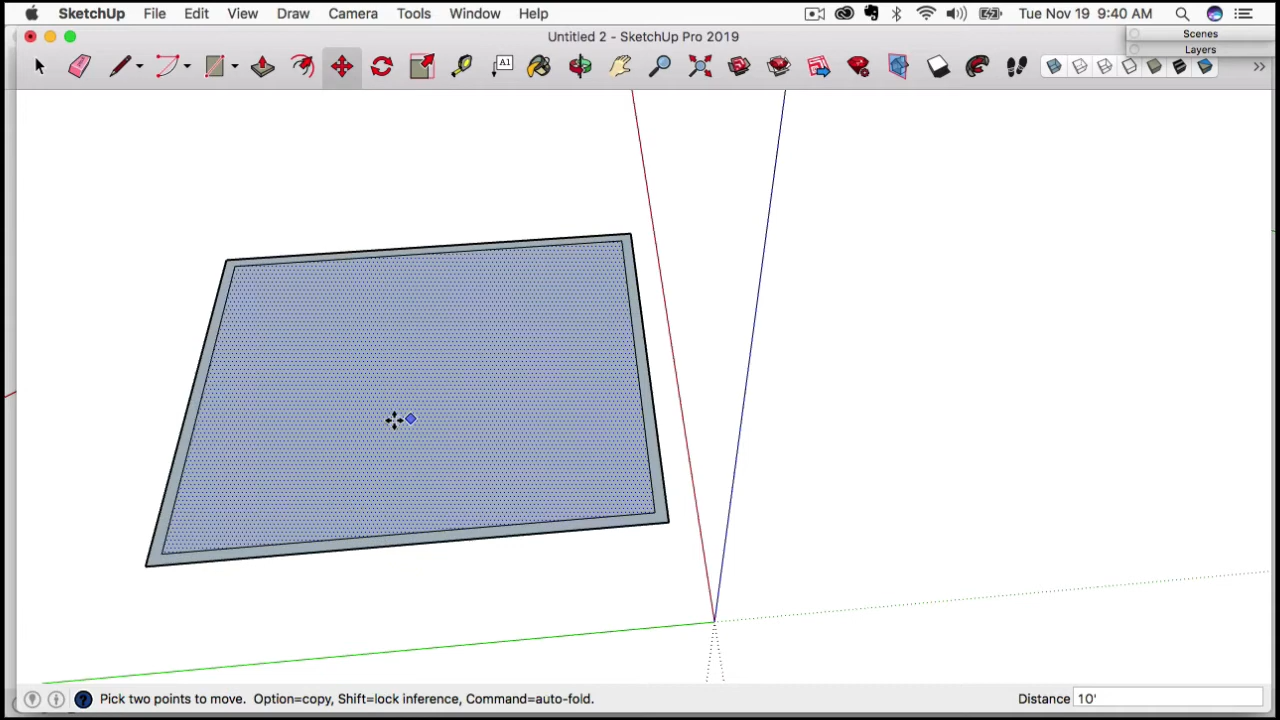 SketchUp File Edit View Draw Camera Tools Window Help Tue Nov 19 9:40 AM
Scenes
Untitled 2 - SketchUp Pro 2019
Layers
A1
Pick two points to move. Option=copy, Shift=lock inference, Command=auto-fold. Distance 10'